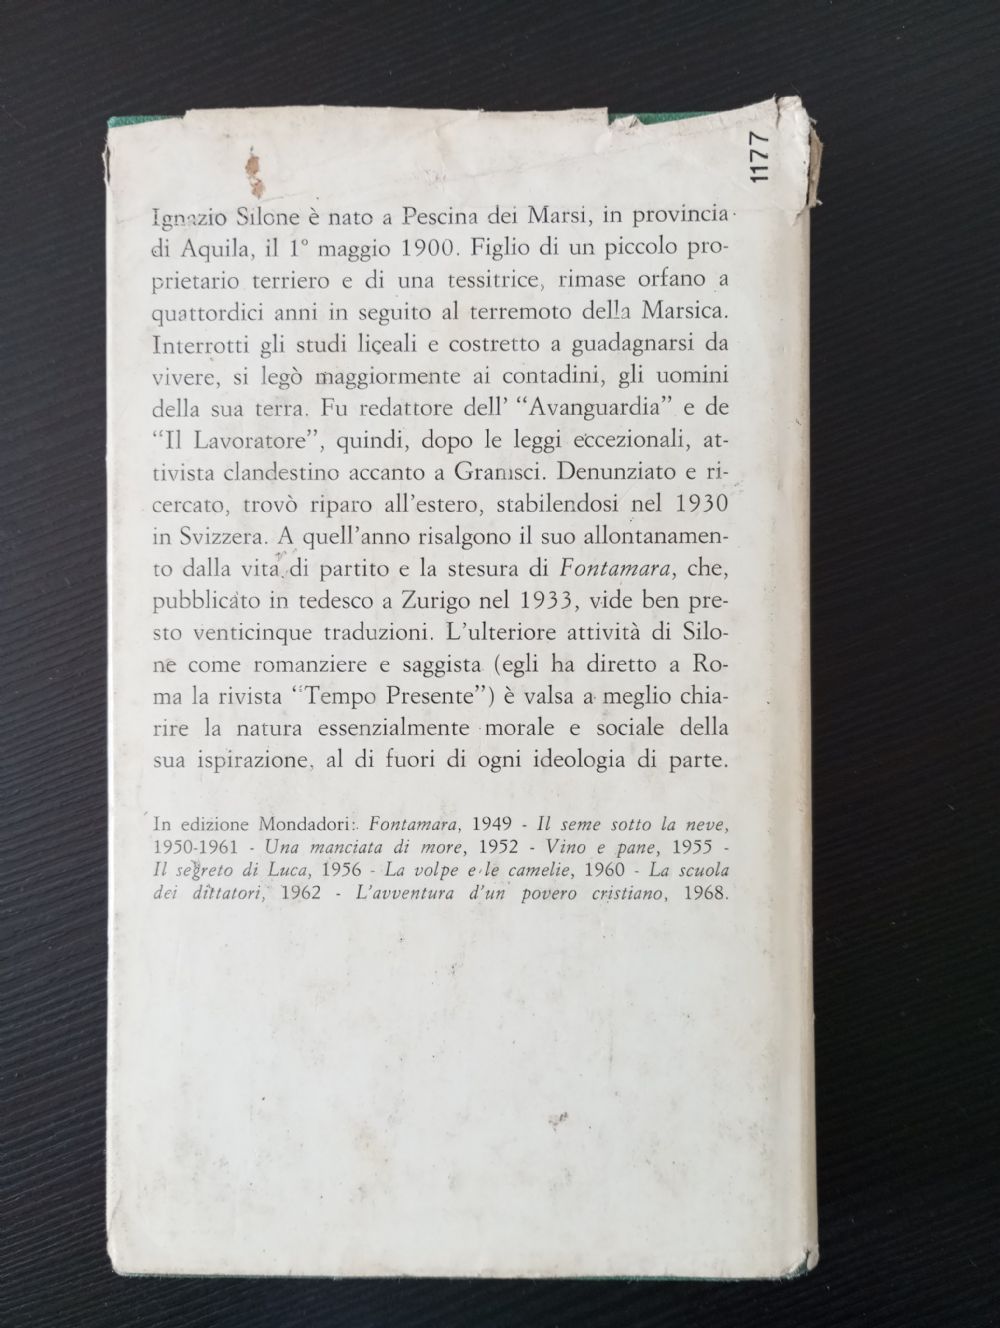 1177
Ignazio Silone è nato a Pescina dei Marsi, in provincia
di Aquila, il 1° maggio 1900. Figlio di un piccolo pro-
prietario terriero e di una tessitrice, rimase orfano a
quattordici anni in seguito al terremoto della Marsica.
Interrotti gli studi liceali e costretto a guadagnarsi da
vivere, si legò maggiormente ai contadini, gli uomini
della sua terra. Fu redattore dell' “Avanguardia” e de
“Il Lavoratore”, quindi, dopo le leggi eccezionali, at-
tivista clandestino accanto a Gramsci. Denunziato e ri-
cercato, trovò riparo all'estero, stabilendosi nel 1930
in Svizzera. A quell'anno risalgono il suo allontanamen-
to dalla vita di partito e la stesura di Fontamara, che,
pubblicato in tedesco a Zurigo nel 1933, vide ben pre-
sto venticinque traduzioni. L'ulteriore attività di Silo-
ne come romanziere e saggista (egli ha diretto a Ro-
ma la rivista “Tempo Presente”) è valsa a meglio chia-
rire la natura essenzialmente morale e sociale della
sua ispirazione, al di fuori di ogni ideologia di parte.
In edizione Mondadori: Fontamara, 1949 - Il seme sotto la neve,
1950-1961 - Una manciata di more, 1952 - Vino e pane, 1955 -
Il segreto di Luca, 1956 - La volpe e le camelie, 1960 - La scuola
dei dittatori, 1962 - L'avventura d'un povero cristiano, 1968.